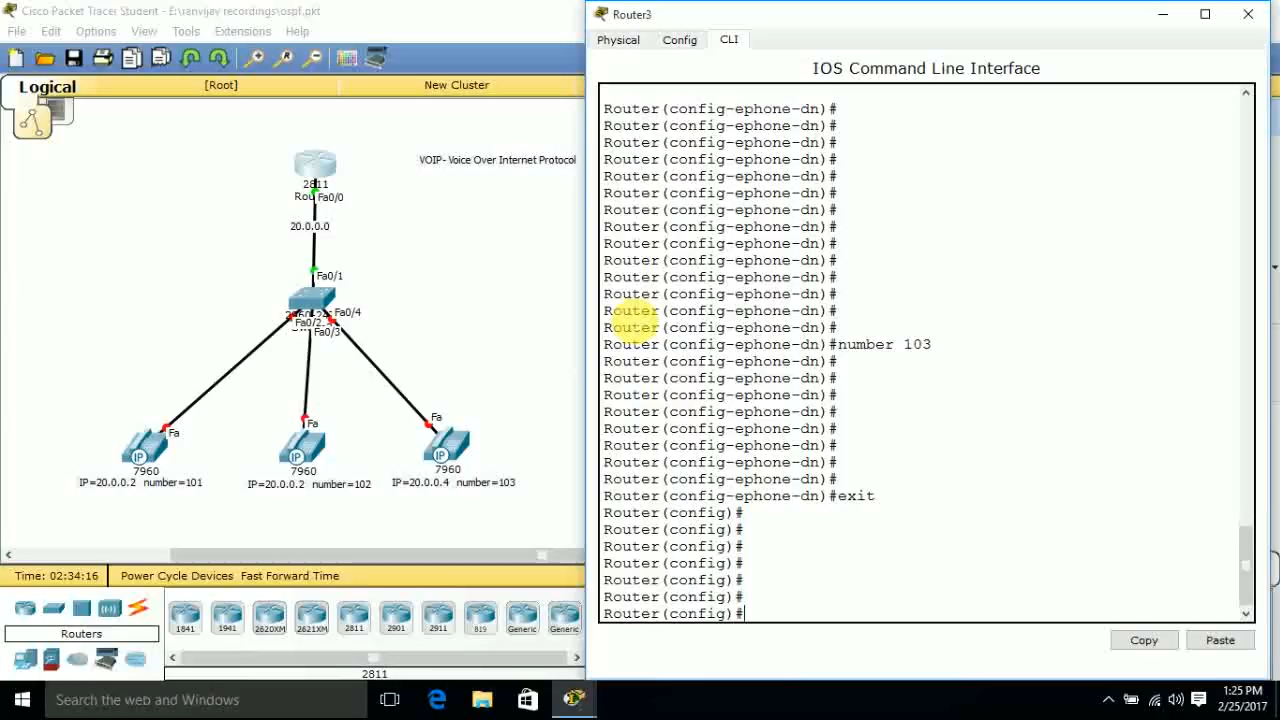 Cisco Packet Tracer Student - E:\ranvijay recordings\ospf.pkt
File Edit Options View Tools Extensions Help
Logical [Root] New Cluster
VOIP- Voice Over Internet Protocol
2811
Fa0/0
20.0.0.0
Fa0/1
Fa0/4
Fa0/2
Fa0/3
Fa
Fa
Fa
7960
IP=20.0.0.2 number=101
7960
IP=20.0.0.2 number=102
7960
IP=20.0.0.4 number=103
Time: 02:34:16 Power Cycle Devices Fast Forward Time
Routers
1841 1941 2620XM 2621XM 2811 2901 2911 819 Generic Generic
2811
Router3
Physical Config CLI
IOS Command Line Interface
Router(config-ephone-dn)#
Router(config-ephone-dn)#
Router(config-ephone-dn)#
Router(config-ephone-dn)#
Router(config-ephone-dn)#
Router(config-ephone-dn)#
Router(config-ephone-dn)#
Router(config-ephone-dn)#
Router(config-ephone-dn)#
Router(config-ephone-dn)#
Router(config-ephone-dn)#
Router(config-ephone-dn)#
Router(config-ephone-dn)#
Router(config-ephone-dn)#
Router(config-ephone-dn)#number 103
Router(config-ephone-dn)#
Router(config-ephone-dn)#
Router(config-ephone-dn)#
Router(config-ephone-dn)#
Router(config-ephone-dn)#
Router(config-ephone-dn)#
Router(config-ephone-dn)#
Router(config-ephone-dn)#
Router(config-ephone-dn)#exit
Router(config)#
Router(config)#
Router(config)#
Router(config)#
Router(config)#
Router(config)#
Router(config)#
Copy Paste
Search the web and Windows
1:25 PM
2/25/2017